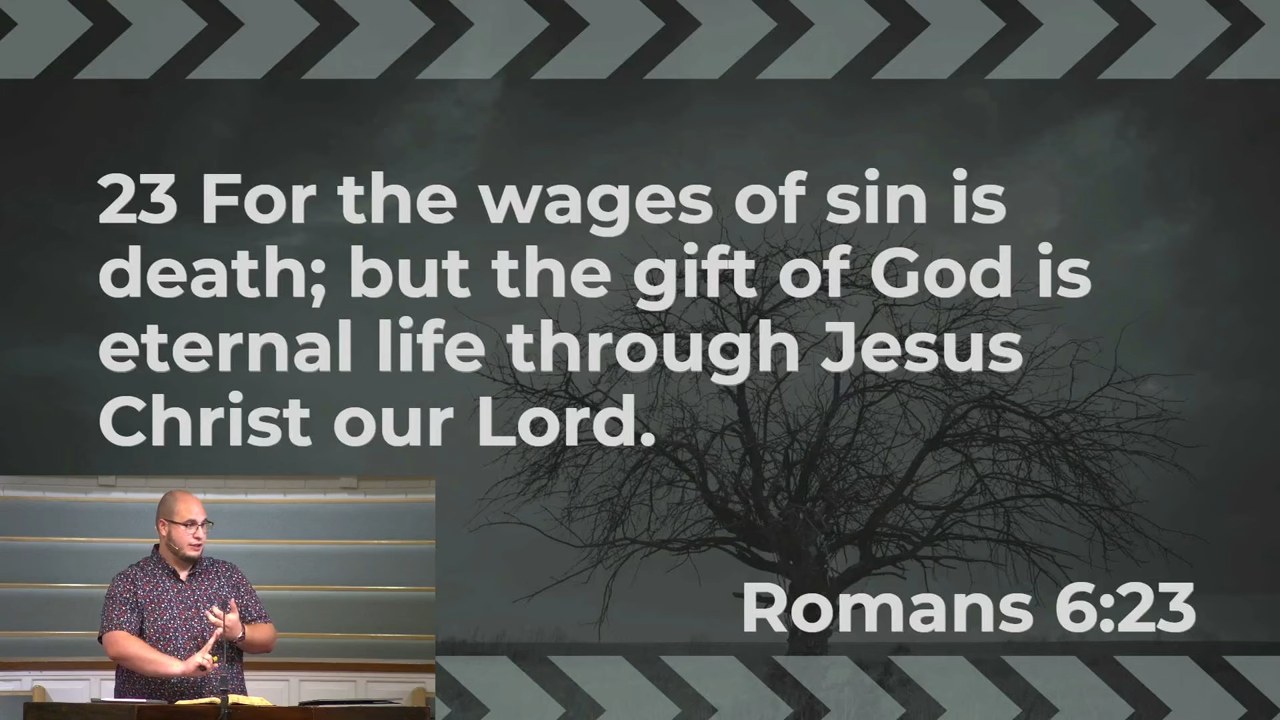 23 For the wages of sin is
death; but the gift of God is
eternal life through Jesus
Christ our Lord.
Romans 6:23